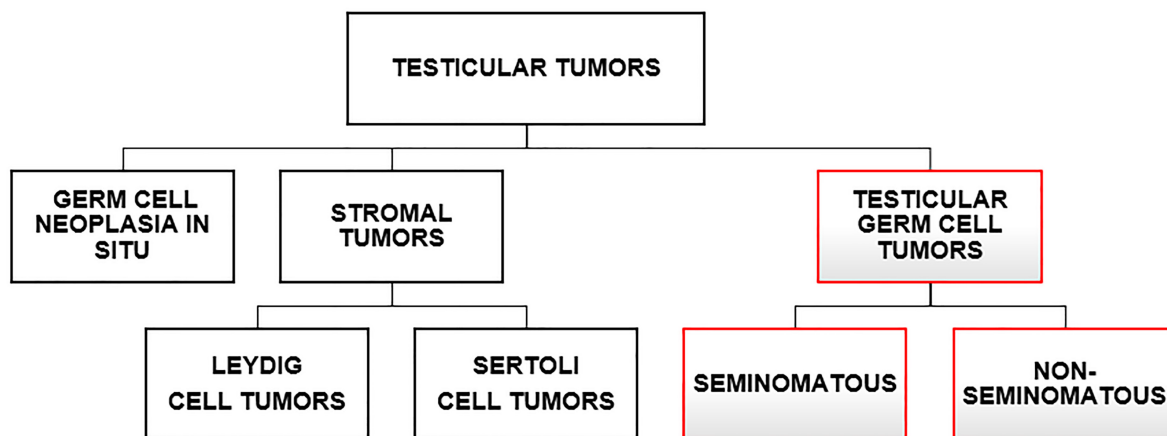 TESTICULAR TUMORS
GERM CELL
NEOPLASIA IN
SITU
STROMAL
TUMORS
TESTICULAR
GERM CELL
TUMORS
LEYDIG
CELL TUMORS
SERTOLI
CELL TUMORS
SEMINOMATOUS
NON-
SEMINOMATOUS